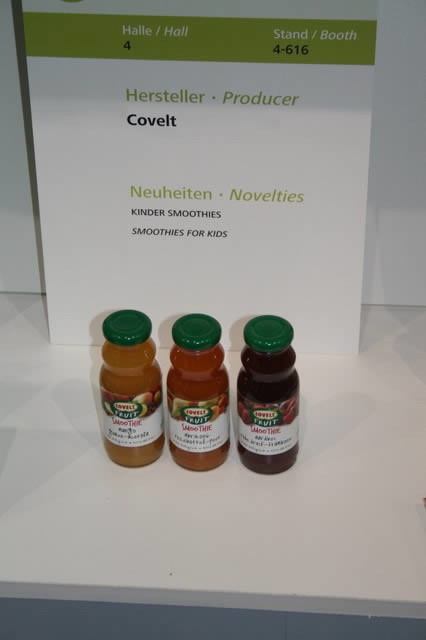 Halle / Hall
4
Stand / Booth
4-616
Hersteller · Producer
Covelt
Neuheiten · Novelties
KINDER SMOOTHIES
SMOOTHIES FOR KIDS
COVELT
FRUIT
SMOOTHIE
COVELT
FRUIT
SMOOTHIE
COVELT
FRUIT
SMOOTHIE